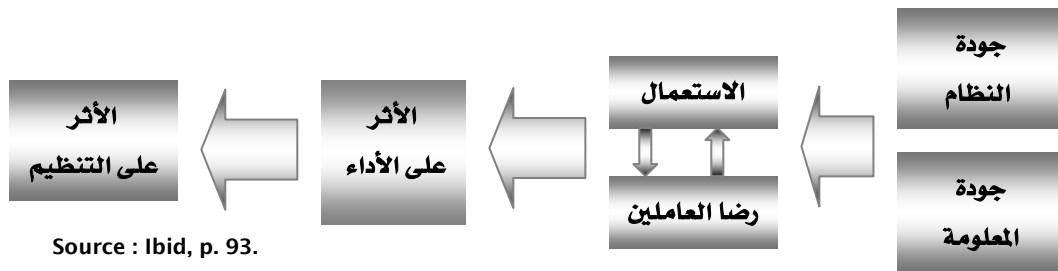 جودة
النظام
جودة
المعلومة
الاستعمال
رضا العاملين
الأثر
على الأداء
الأثر
على التنظيم
Source : Ibid, p. 93.